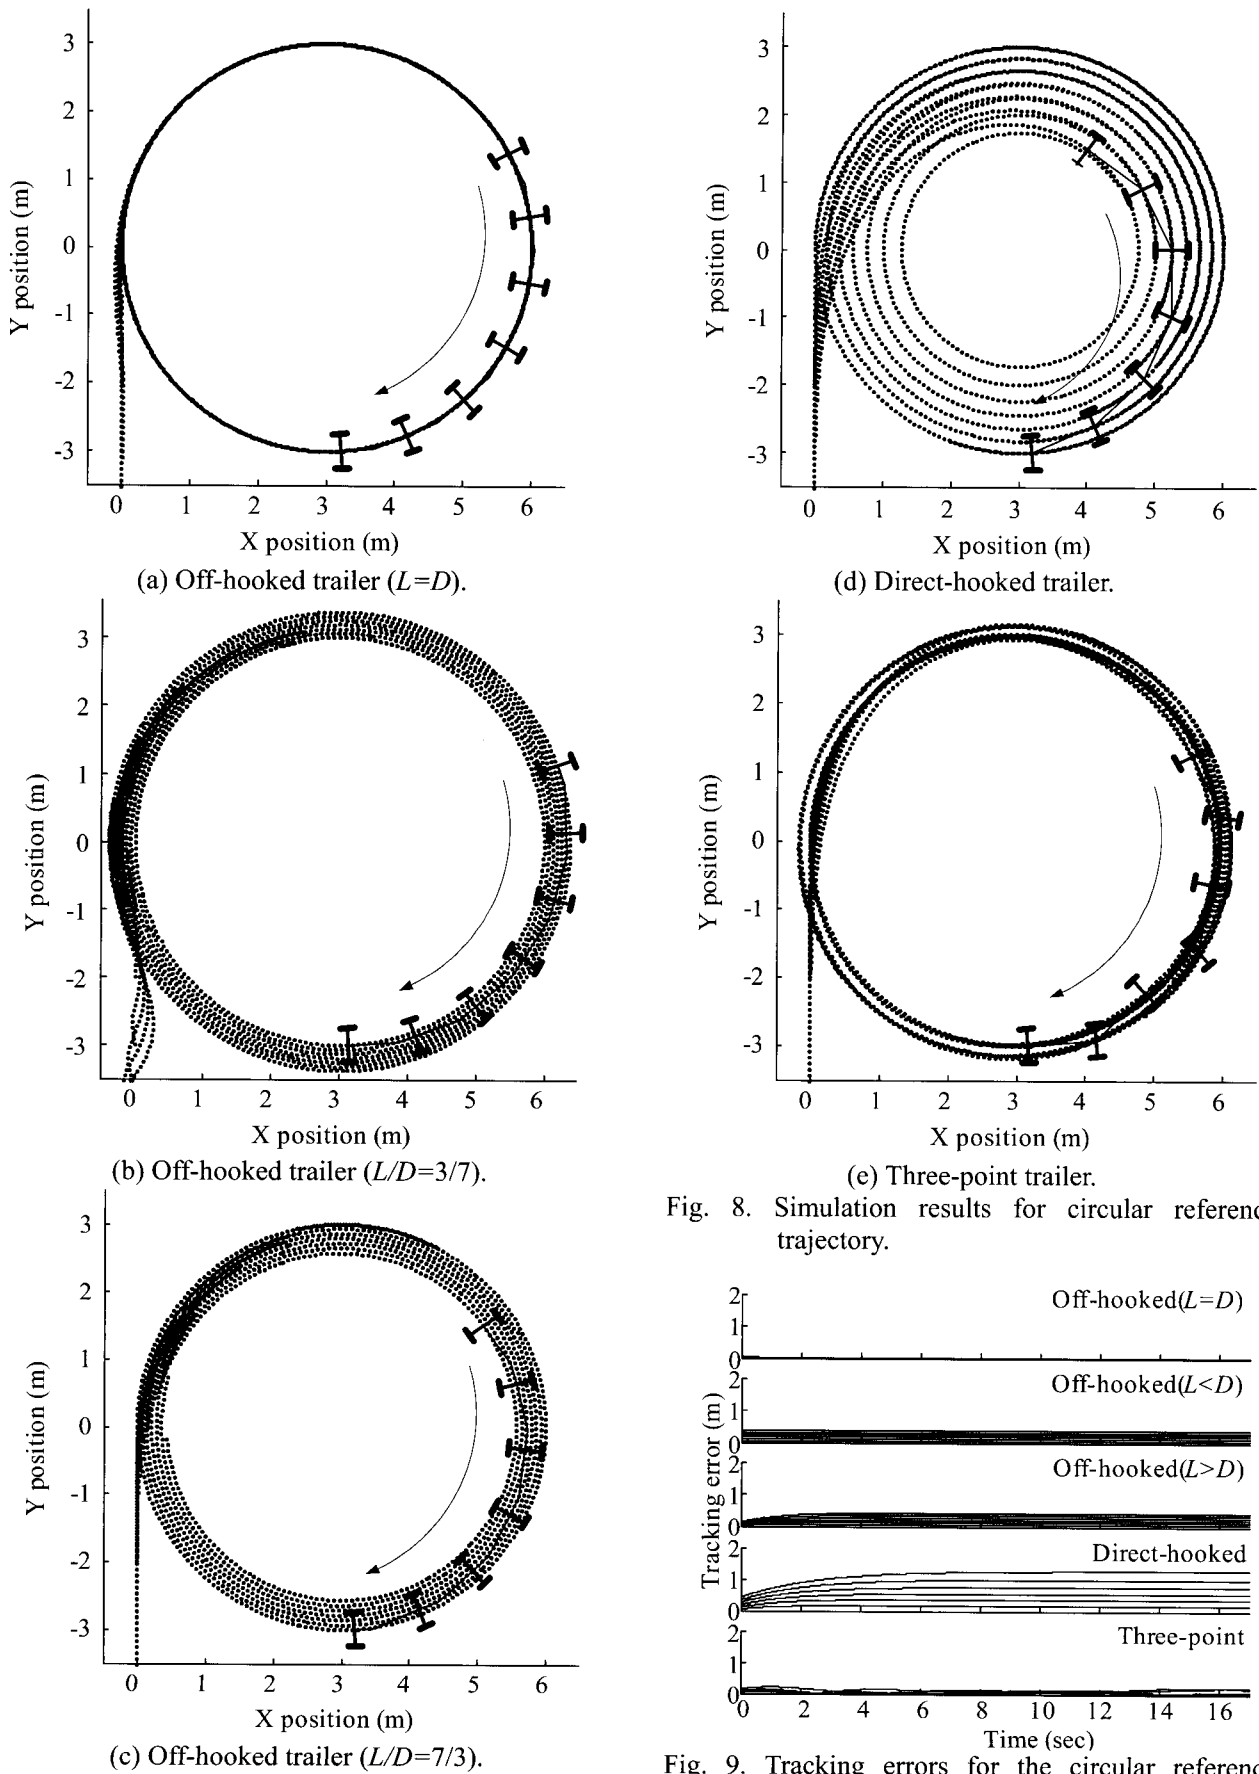 3
2
1
0
-1
-2
-3
Y position (m)
0 1 2 3 4 5 6
X position (m)
(a) Off-hooked trailer (L=D).
3
2
1
0
-1
-2
-3
Y position (m)
0 1 2 3 4 5 6
X position (m)
(b) Off-hooked trailer (L/D=3/7).
3
2
1
0
-1
-2
-3
Y position (m)
0 1 2 3 4 5 6
X position (m)
(c) Off-hooked trailer (L/D=7/3).
3
2
1
0
-1
-2
-3
Y position (m)
0 1 2 3 4 5 6
X position (m)
(d) Direct-hooked trailer.
3
2
1
0
-1
-2
-3
Y position (m)
0 1 2 3 4 5 6
X position (m)
(e) Three-point trailer.
Fig. 8. Simulation results for circular referenc
trajectory.
Tracking error (m)
2
1
0
Off-hooked(L=D)
2
1
0
Off-hooked(L<D)
2
1
0
Off-hooked(L>D)
2
1
0
Direct-hooked
2
1
0
Three-point
0 2 4 6 8 10 12 14 16
Time (sec)
Fig. 9. Tracking errors for the circular referenc